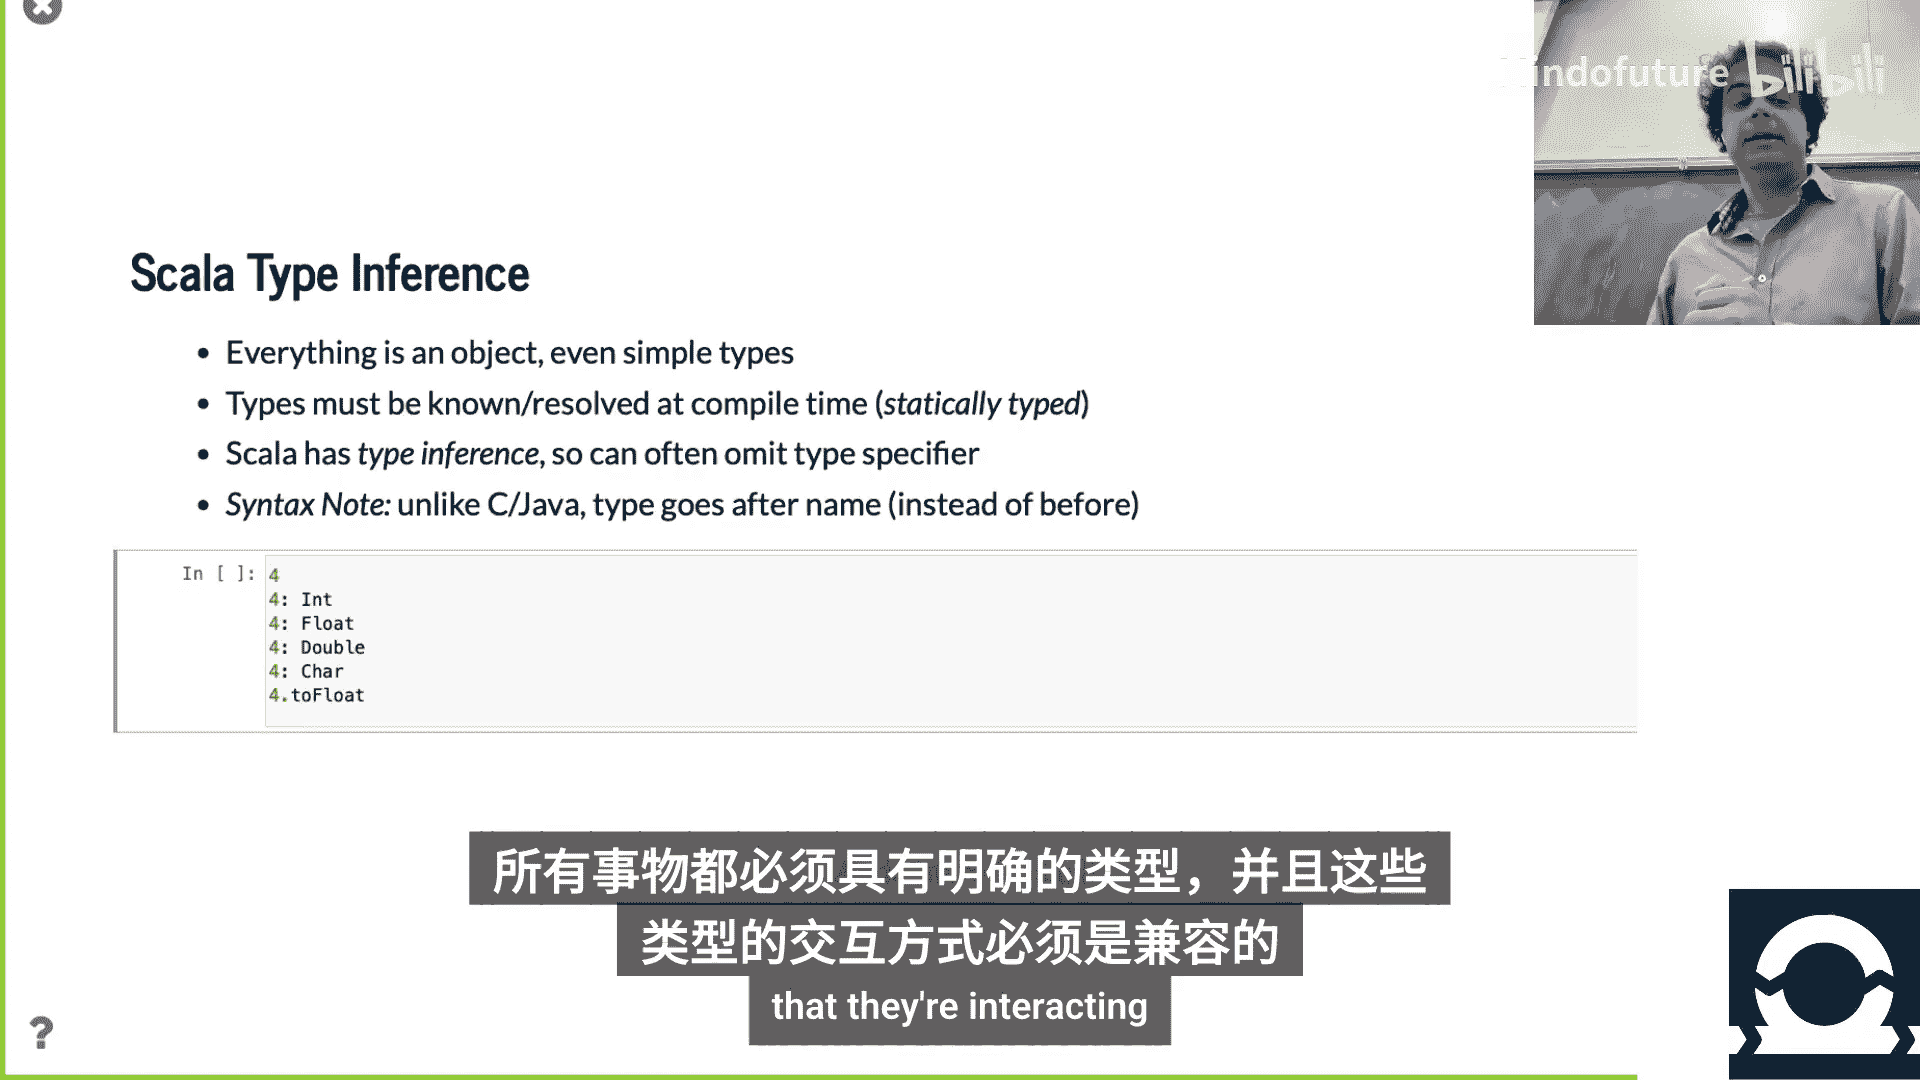 indofuture bilibili
Scala Type Inference
• Everything is an object, even simple types
• Types must be known/resolved at compile time (statically typed)
• Scala has type inference, so can often omit type specifier
• Syntax Note: unlike C/Java, type goes after name (instead of before)
In [ ]: 4
4: Int
4: Float
4: Double
4: Char
4.toFloat
所有事物都必须具有明确的类型，并且这些
类型的交互方式必须是兼容的
that they're interacting
?